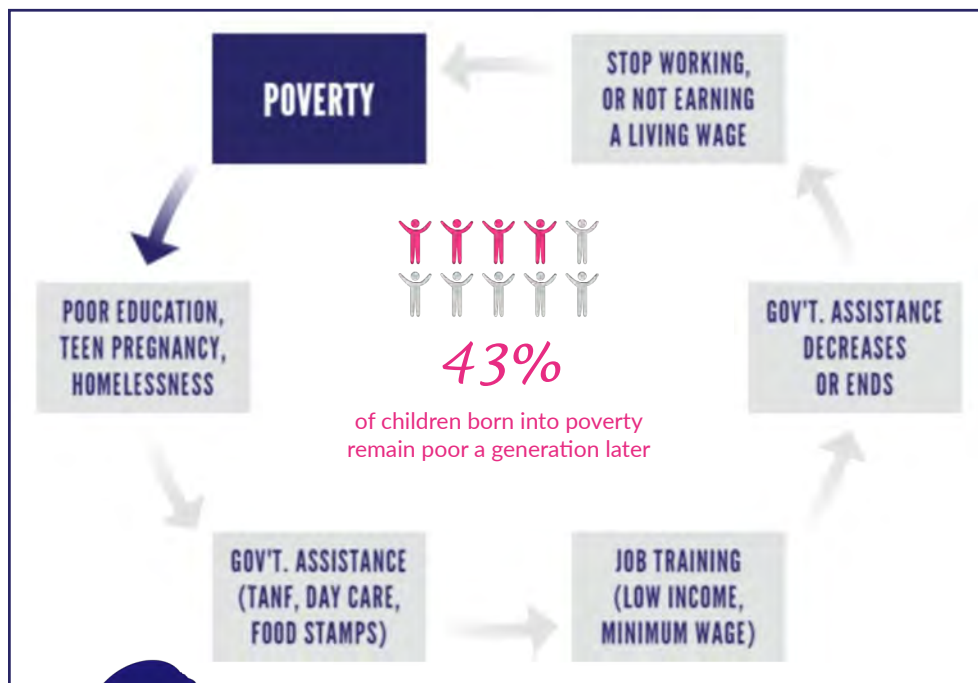 POVERTY
STOP WORKING,
OR NOT EARNING
A LIVING WAGE
POOR EDUCATION,
TEEN PREGNANCY,
HOMELESSNESS
43%
of children born into poverty
remain poor a generation later
GOV'T. ASSISTANCE
DECREASES
OR ENDS
GOV'T. ASSISTANCE
(TANF, DAY CARE,
FOOD STAMPS)
JOB TRAINING
(LOW INCOME,
MINIMUM WAGE)